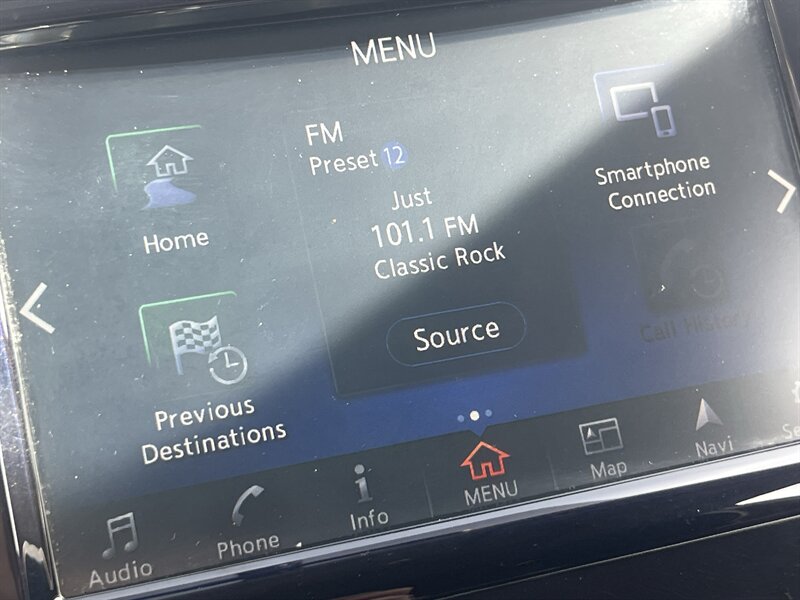 MENU
FM
Preset 12
Just
101.1 FM
Classic Rock
Source
Home
Previous
Destinations
Smartphone
Connection
Call History
Audio
Phone
Info
MENU
Map
Navi